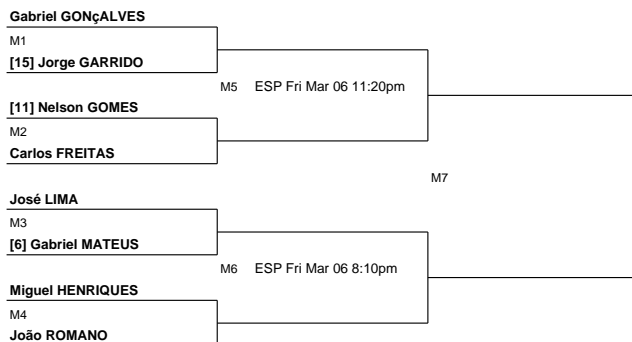 Gabriel GONçALVES
M1
[15] Jorge GARRIDO
M5 ESP Fri Mar 06 11:20pm
[11] Nelson GOMES
M2
Carlos FREITAS
M7
José LIMA
M3
[6] Gabriel MATEUS
M6 ESP Fri Mar 06 8:10pm
Miguel HENRIQUES
M4
João ROMANO